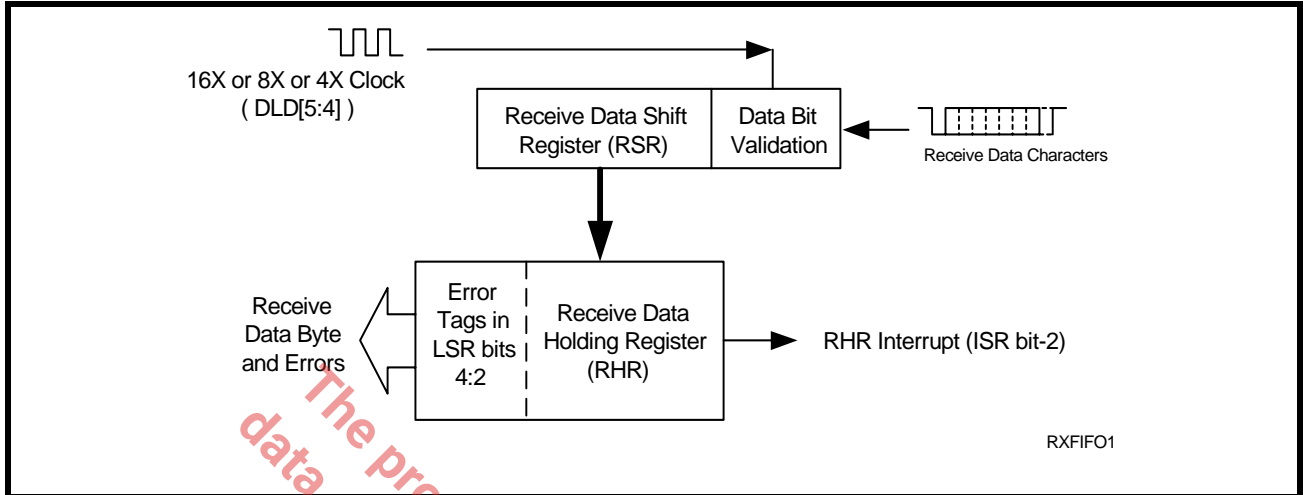 16X or 8X or 4X Clock
( DLD[5:4] )
Receive Data Shift
Register (RSR)
Data Bit
Validation
Receive Data Characters
Receive
Data Byte
and Errors
Error
Tags in
LSR bits
4:2
Receive Data
Holding Register
(RHR)
RHR Interrupt (ISR bit-2)
The pro
data
RXFIFO1